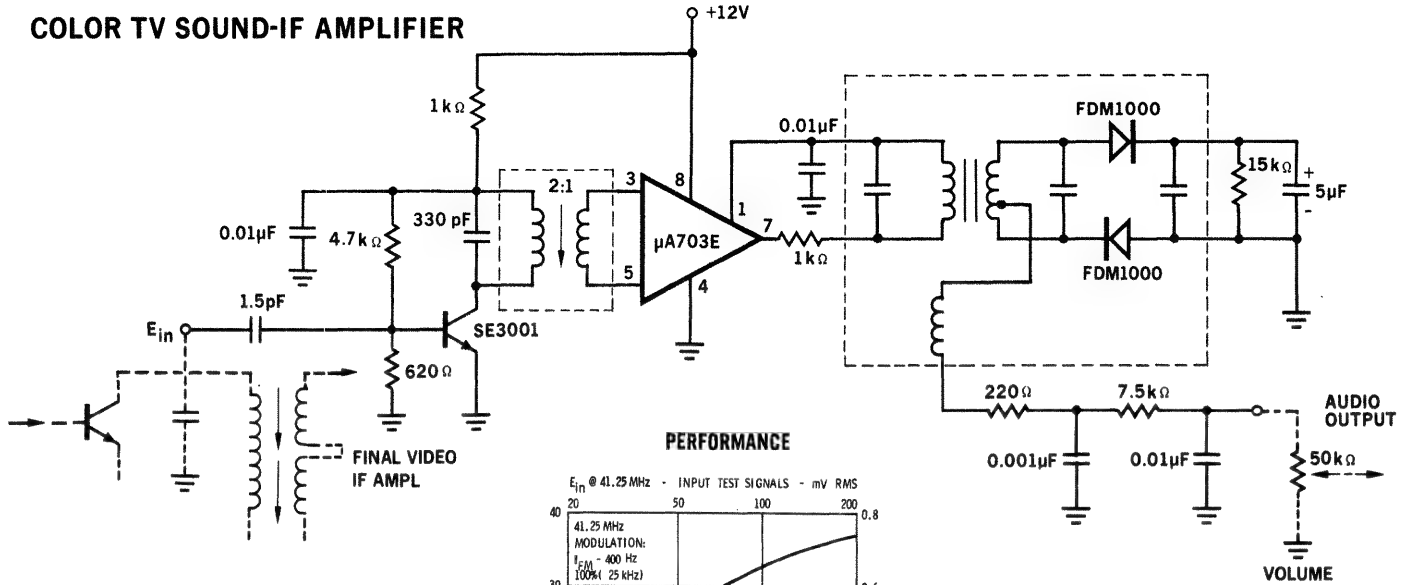 COLOR TV SOUND-IF AMPLIFIER
+12V
1kΩ
FDM1000
0.01µF
2:1
3
8
1
7
15kΩ
+
5µF
-
330 pF
4.7kΩ
0.01µF
µA703E
1kΩ
5
4
FDM1000
1.5pF
Ein
SE3001
620Ω
220Ω
7.5kΩ
AUDIO
OUTPUT
0.001µF
0.01µF
50kΩ
FINAL VIDEO
IF AMPL
VOLUME
PERFORMANCE
Ein @ 41.25 MHz - INPUT TEST SIGNALS - mV RMS
20 50 100 200
40 0.8
41.25 MHz
MODULATION:
fFM - 400 Hz
100%( 25 kHz)